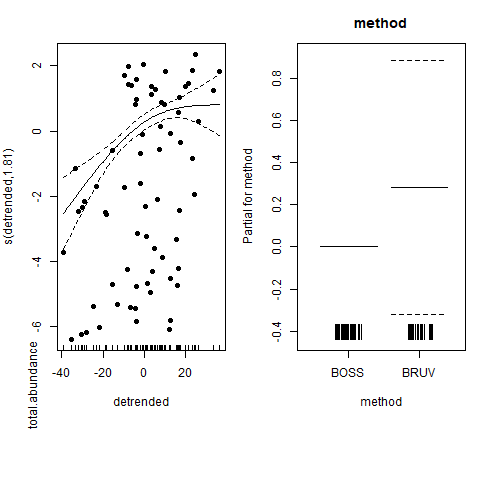 method
s(detrended,1.81)
2
0
-2
-4
-6
-40 -20 0 20
detrended
total.abundance
Partial for method
0.8
0.6
0.4
0.2
0.0
-0.2
-0.4
BOSS BRUV
method